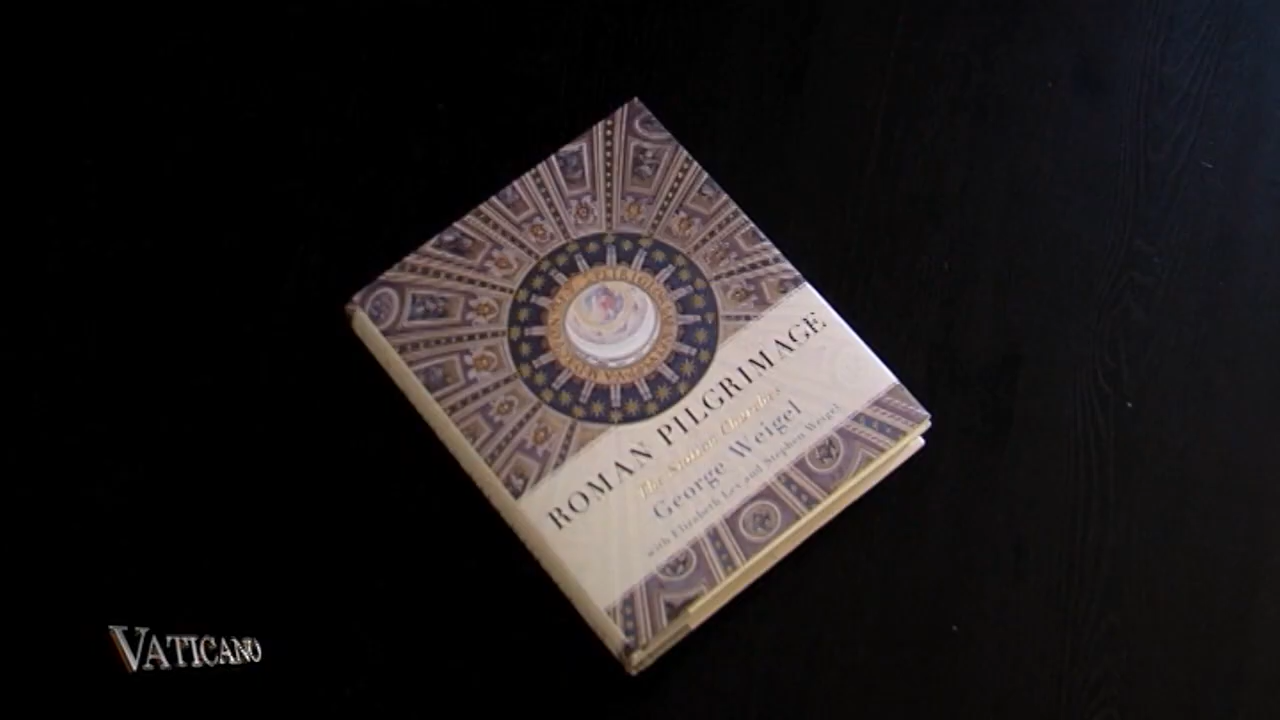 ROMAN PILGRIMAGE
The Station Churches
George Weigel
with Elizabeth Lev and Stephen Weigel
VATICANO